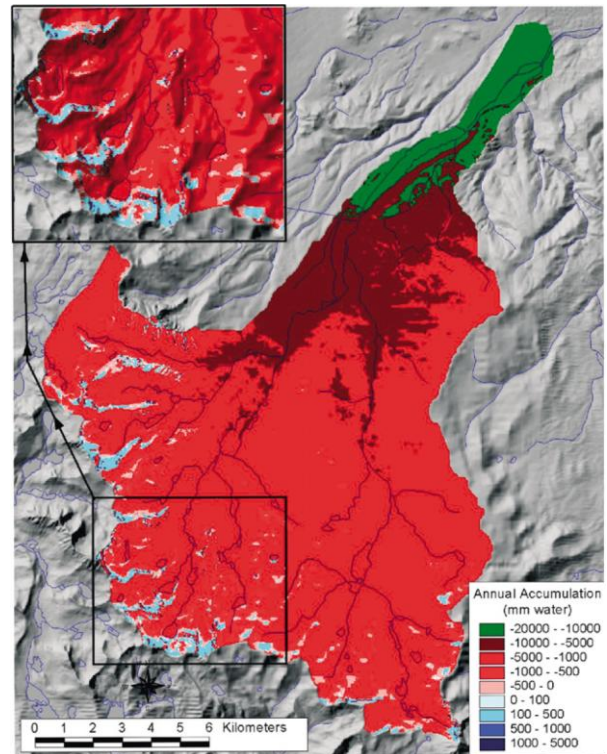 Annual Accumulation
(mm water)
-20000 - -10000
-10000 - -5000
-5000 - -1000
-1000 - -500
-500 - 0
0 - 100
100 - 500
500 - 1000
1000 - 5000
0 1 2 3 4 5 6 Kilometers